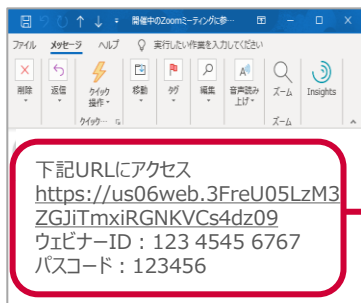 開催中のZoomミーティングに参…
ファイル メッセージ ヘルプ 実行したい作業を入力してください
削除 返信 クイック操作 移動 タグ 編集 音声読み上げ ズーム Insights
クイック… ズーム
下記URLにアクセス
https://us06web.3FreU05LzM3
ZGJiTmxiRGNKVCs4dz09
ウェビナーID：123 4545 6767
パスコード：123456